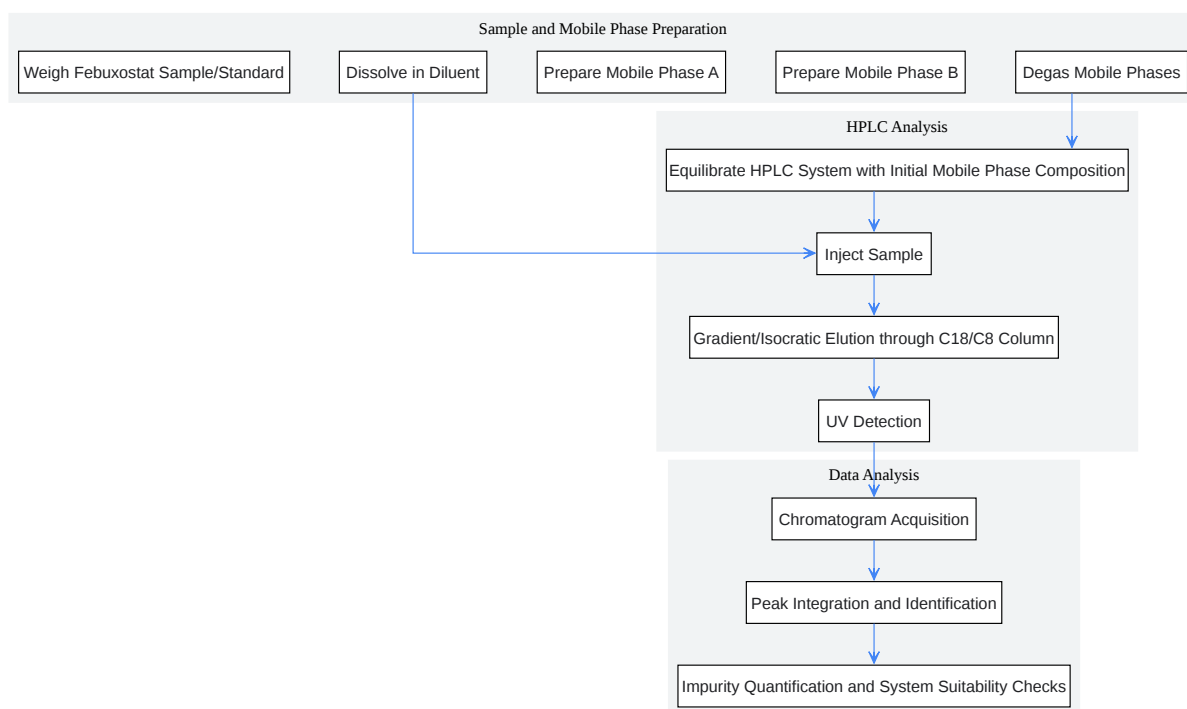 Sample and Mobile Phase Preparation
Weigh Febuxostat Sample/Standard
Dissolve in Diluent
Prepare Mobile Phase A
Prepare Mobile Phase B
Degas Mobile Phases
HPLC Analysis
Equilibrate HPLC System with Initial Mobile Phase Composition
Inject Sample
Gradient/Isocratic Elution through C18/C8 Column
UV Detection
Data Analysis
Chromatogram Acquisition
Peak Integration and Identification
Impurity Quantification and System Suitability Checks